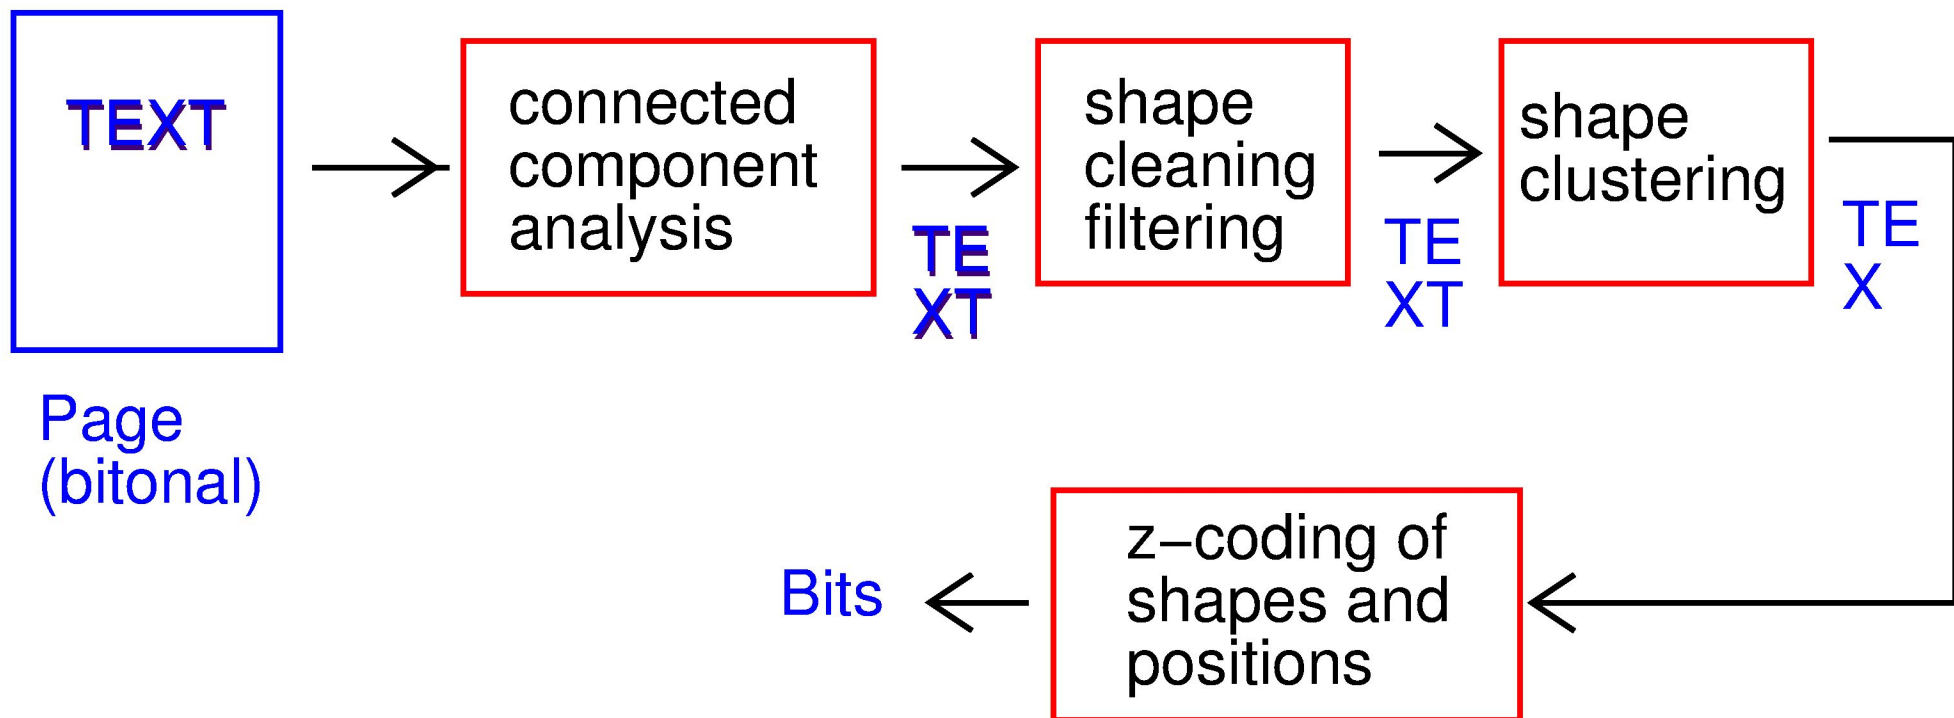 TEXT
Page
(bitonal)
connected
component
analysis
TE
XT
shape
cleaning
filtering
TE
XT
shape
clustering
TE
X
z−coding of
shapes and
positions
Bits